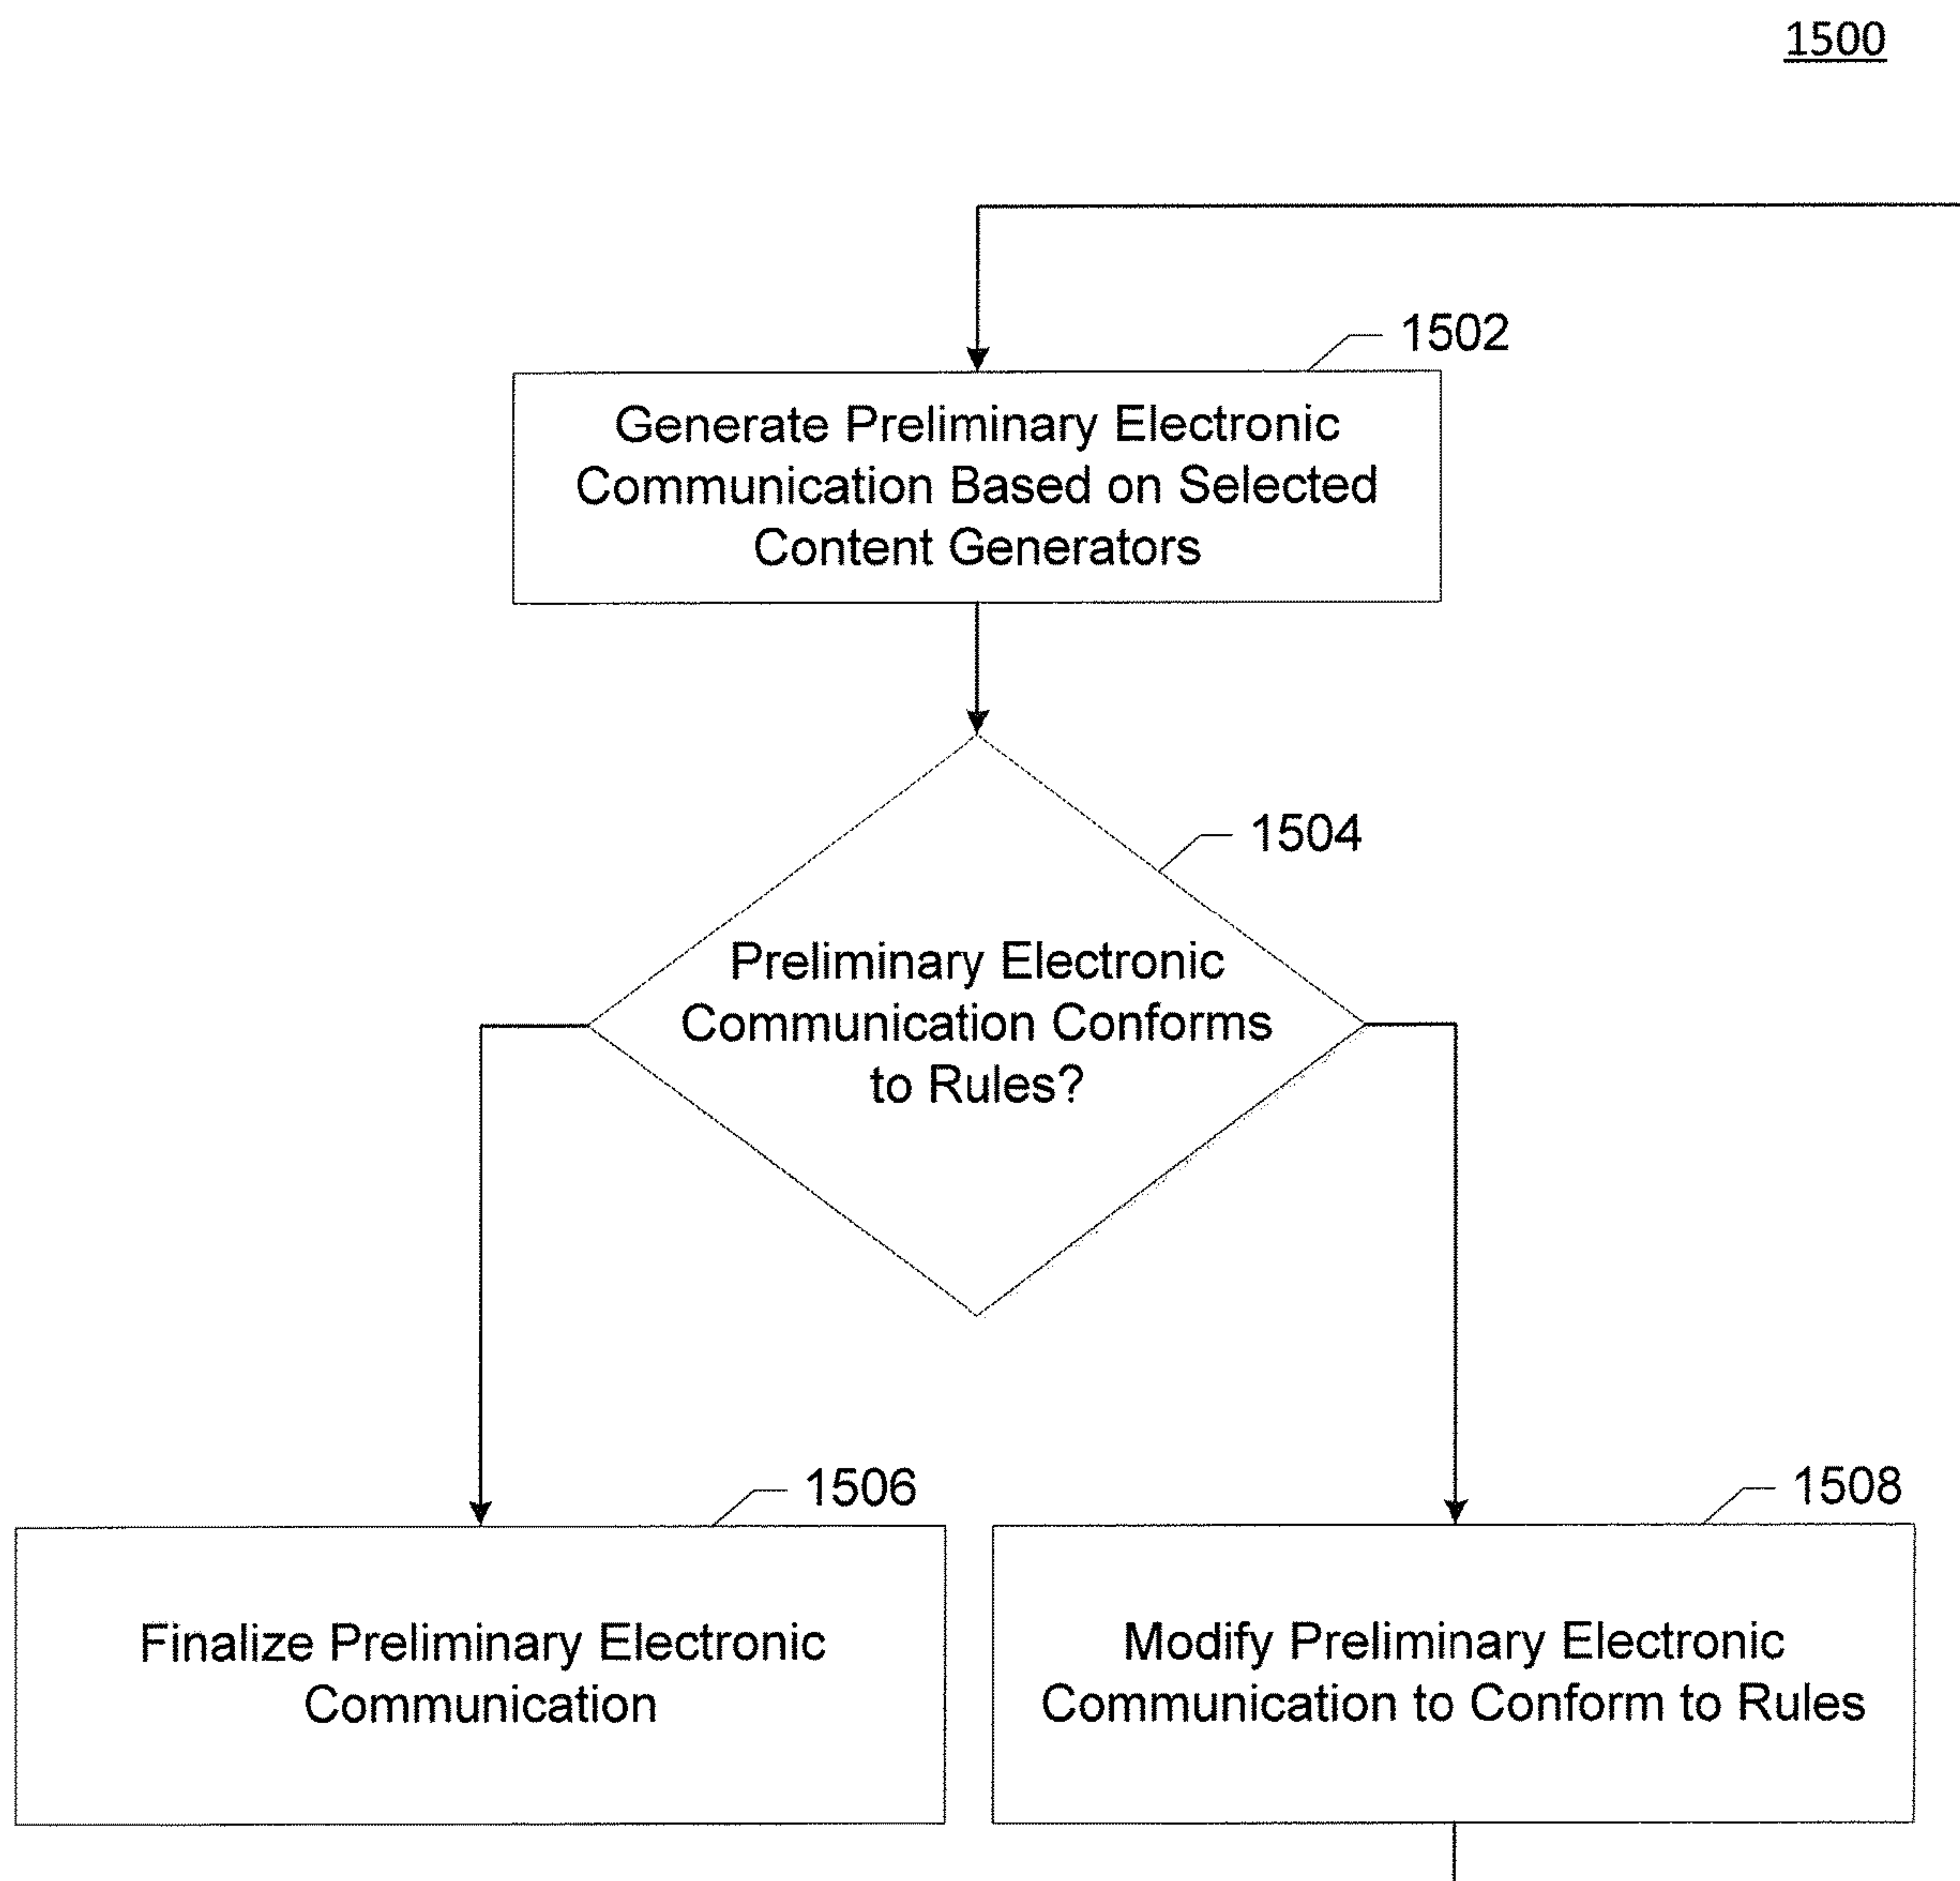 1500
1502
Generate Preliminary Electronic
Communication Based on Selected
Content Generators
1504
Preliminary Electronic
Communication Conforms
to Rules?
1506
Finalize Preliminary Electronic
Communication
1508
Modify Preliminary Electronic
Communication to Conform to Rules